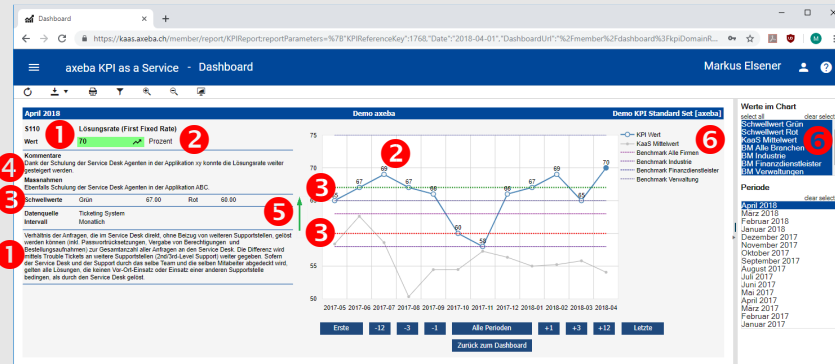 Dashboard
https://kaas.axeba.ch/member/report/KPIReport;reportParameters=%7B"KPIReferenceKey":1768,"Date":"2018-04-01","DashboardUrl":"%2Fmember%2Fdashboard%3FkpiDomainR...
axeba KPI as a Service - Dashboard
Markus Elsener
April 2018
Demo axeba
Demo KPI Standard Set [axeba]
S110
1
Lösungsrate (First Fixed Rate)
2
Wert
70
Prozent
4
Kommentare
Dank der Schulung der Service Desk Agenten in der Applikation xy konnte die Lösungsrate weiter
gesteigert werden.
Massnahmen
Ebenfalls Schulung der Service Desk Agenten in der Applikation ABC.
3
Schwellwerte
Grün
67.00
Rot
60.00
5
Datenquelle
Ticketing System
Intervall
Monatlich
1
Verhältnis der Anfragen, die im Service Desk direkt, ohne Beizug von weiteren Supportstellen, gelöst
werden können (inkl. Passwortrücksetzungen, Vergabe von Berechtigungen und
Bestellungsaufnahmen) zur Gesamtanzahl aller Anfragen an den Service Desk. Die Differenz wird
mittels Trouble Tickets an weitere Supportstellen (2nd/3rd-Level Support) weiter gegeben. Sofern
der Service Desk und der Support durch das selbe Team und die selben Mitabeiter abgedeckt wird,
gelten alle Lösungen, die keinen Vor-Ort-Einsatz oder Einsatz einer anderen Supportstelle
bedingen, als durch den Service Desk gelöst.
75
70
65
55
50
2
3
3
67
69
67
66
60
58
66
67
69
65
70
2017-05
2017-06
2017-07
2017-08
2017-09
2017-10
2017-11
2017-12
2018-01
2018-02
2018-03
2018-04
6
KPI Wert
KaaS Mittelwert
Benchmark Alle Firmen
Benchmark Industrie
Benchmark Finanzdienstleister
Benchmark Verwaltung
Erste
-12
-3
-1
Alle Perioden
+1
+3
+12
Letzte
Zurück zum Dashboard
Werte im Chart
select all
clear select
Schwellwert Grün
Schwellwert Rot
KaaS Mittelwert
BM Alle Branchen
BM Industrie
BM Finanzdienstleister
BM Verwaltungen
6
Periode
clear select
April 2018
März 2018
Februar 2018
Januar 2018
Dezember 2017
November 2017
Oktober 2017
September 2017
August 2017
Juli 2017
Juni 2017
Mai 2017
April 2017
März 2017
Februar 2017
Januar 2017